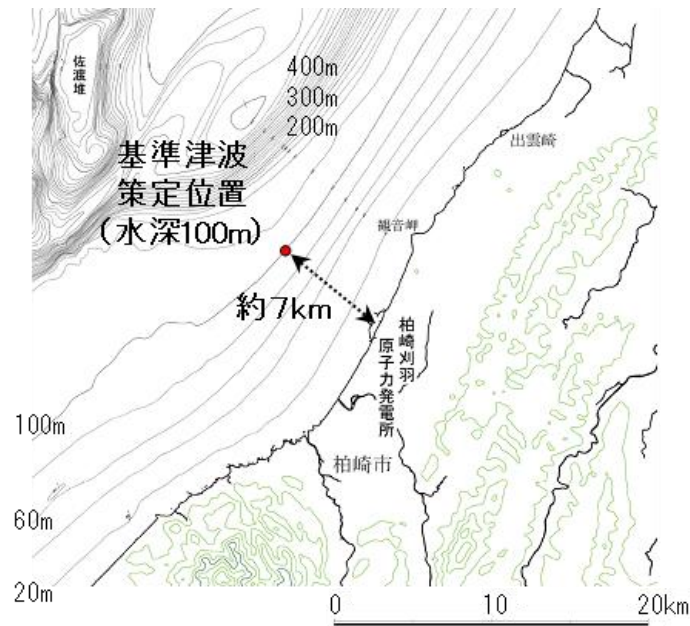 佐渡堆
400m
300m
200m
基準津波
策定位置
(水深100m)
出雲崎
観音岬
約7km
柏崎刈羽
原子力発電所
100m
柏崎市
60m
20m
0 10 20km